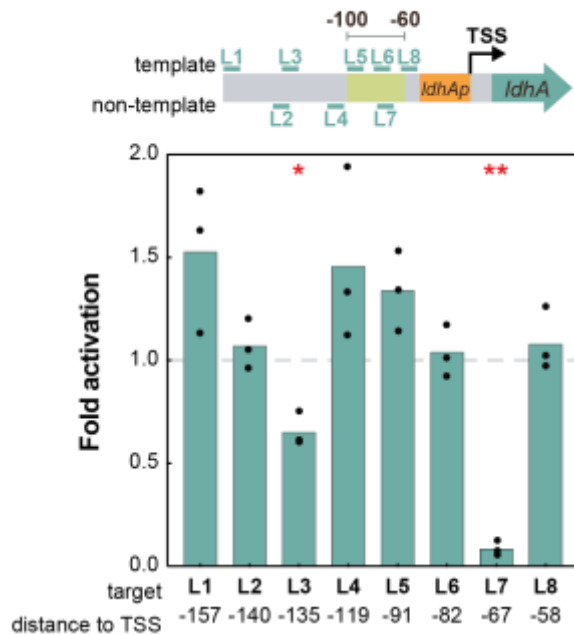 -100 -60
TSS
L1 L3 L5 L6 L8
template
ldhAp ldhA
non-template
L2 L4 L7
* **
2.0
1.5
1.0
0.5
0.0
Fold activation
target L1 L2 L3 L4 L5 L6 L7 L8
distance to TSS -157 -140 -135 -119 -91 -82 -67 -58